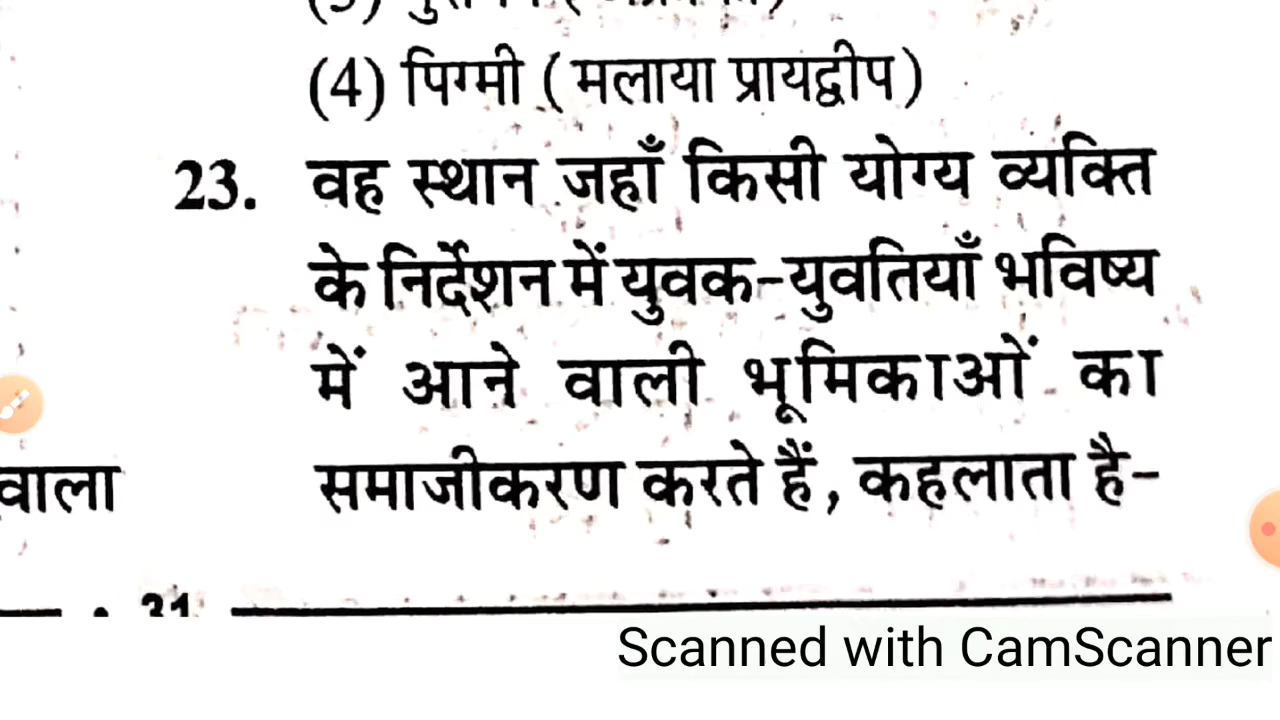 (4) पिग्मी ( मलाया प्रायद्वीप)
23. वह स्थान जहाँ किसी योग्य व्यक्ति
के निर्देशन में युवक-युवतियाँ भविष्य
में आने वाली भूमिकाओं का
वाला
समाजीकरण करते हैं, कहलाता है-
31
Scanned with CamScanner